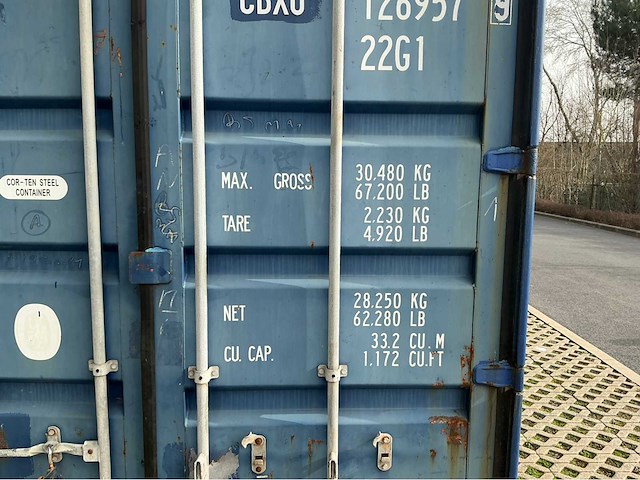 CBXU 126957 9
22G1
MAX. GROSS 30.480 KG
67.200 LB
TARE 2.230 KG
4.920 LB
NET 28.250 KG
62.280 LB
CU. CAP. 33.2 CU. M
1.172 CU.FT
COR-TEN STEEL
CONTAINER
A
1